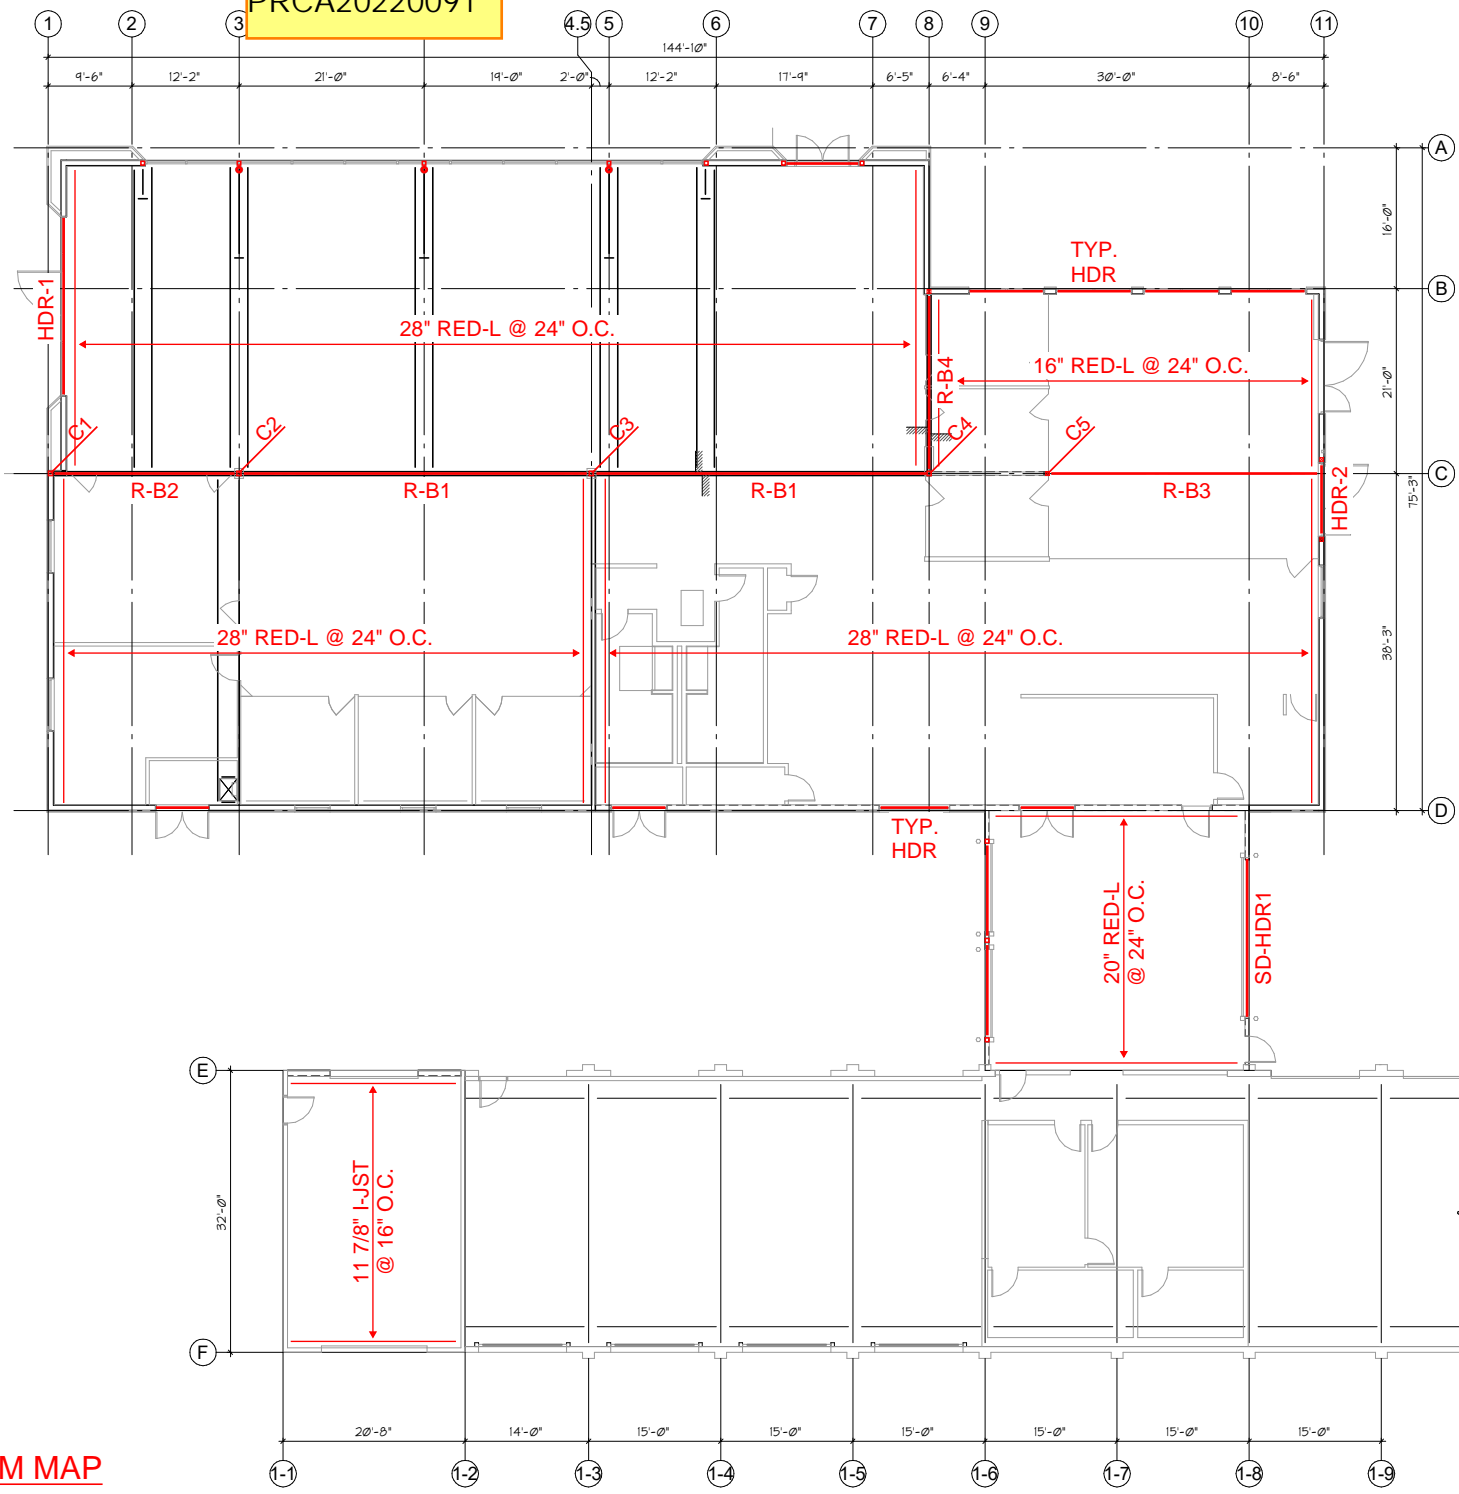 PRCA20220091
1 2 3 4.5 5 6 7 8 9 10 11
144'-10"
9'-6" 12'-2" 21'-0" 19'-0" 2'-0" 12'-2" 17'-9" 6'-5" 6'-4" 30'-0" 8'-6"
A
16'-0"
TYP.
HDR
B
HDR-1
28" RED-L @ 24" O.C.
R-B4
16" RED-L @ 24" O.C.
21'-0"
C1
C2
C3
C4
C5
C
R-B2
R-B1
R-B1
R-B3
HDR-2
75'-3"
28" RED-L @ 24" O.C.
28" RED-L @ 24" O.C.
38'-3"
D
TYP.
HDR
20" RED-L
@ 24" O.C.
SD-HDR1
E
11 7/8" I-JST
@ 16" O.C.
32'-0"
F
20'-8" 14'-0" 15'-0" 15'-0" 15'-0" 15'-0" 15'-0" 15'-0"
M MAP
1-1 1-2 1-3 1-4 1-5 1-6 1-7 1-8 1-9